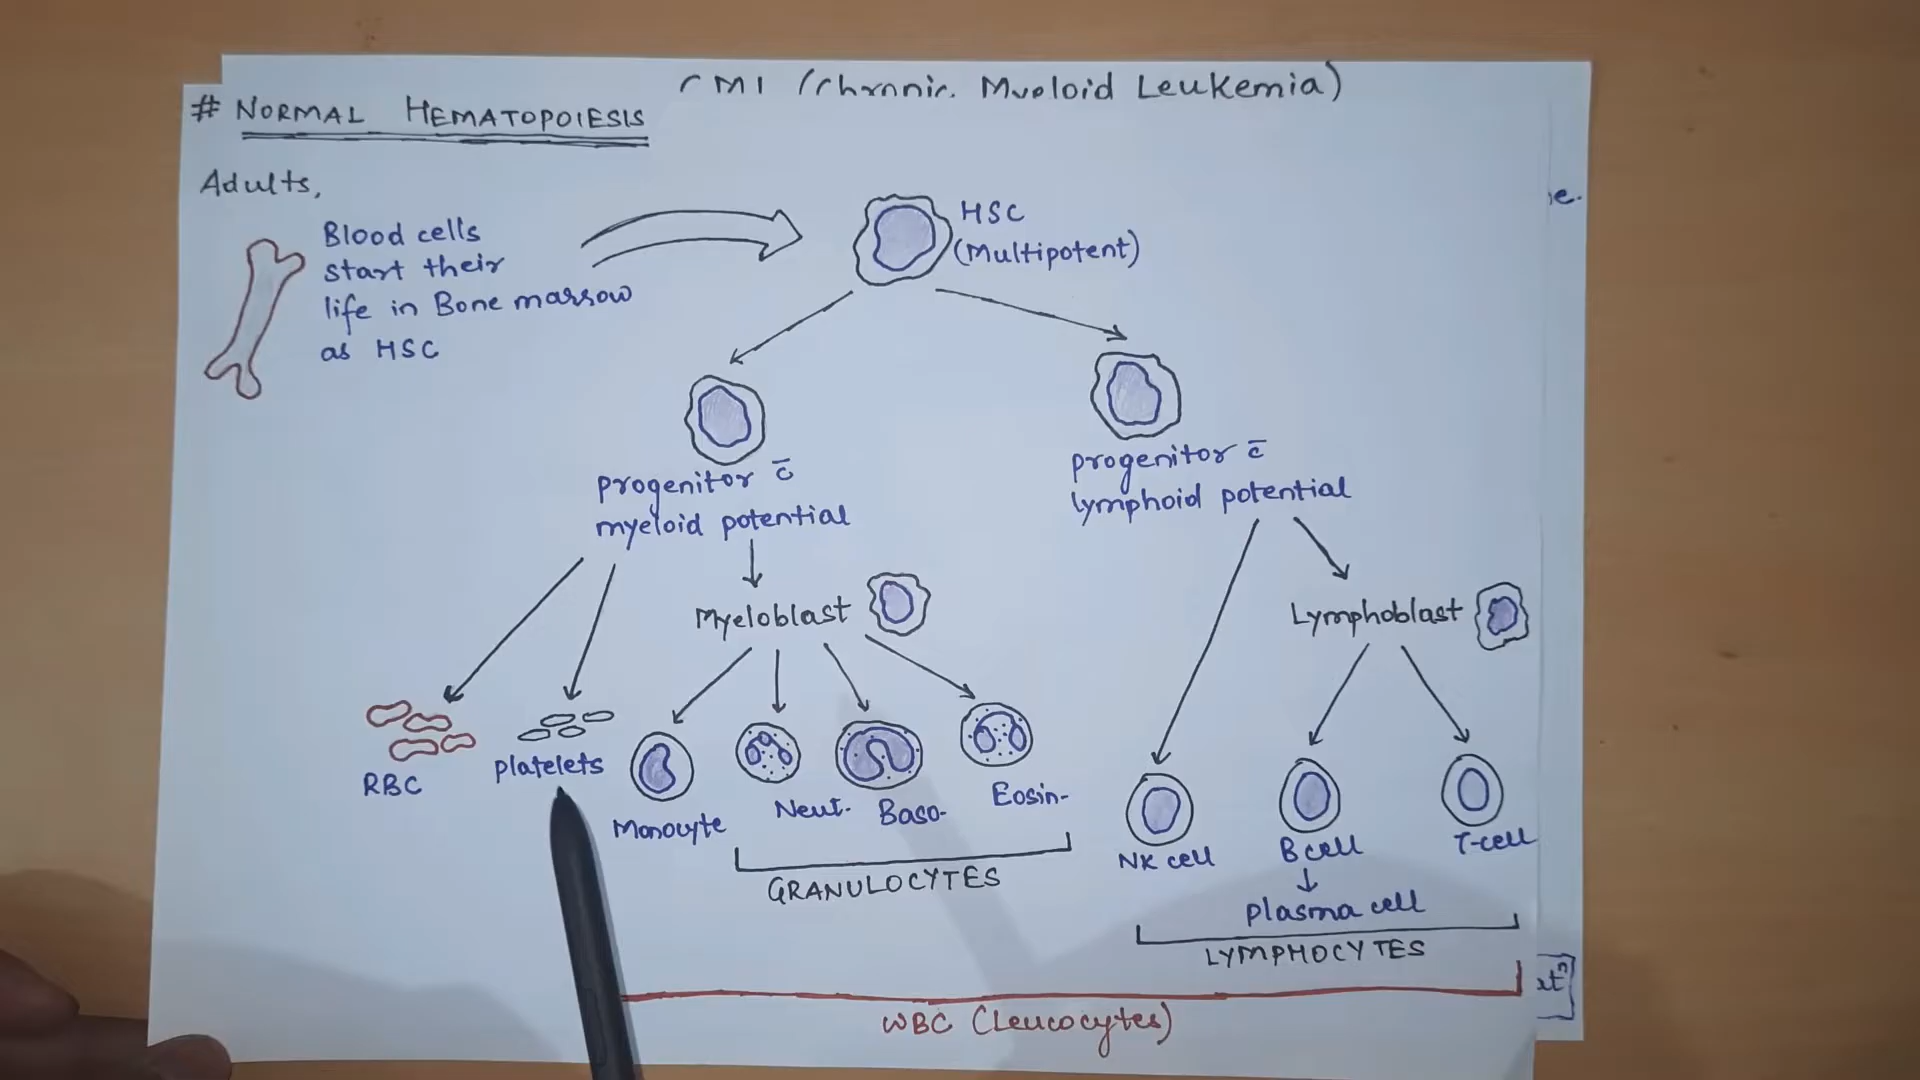 (Chronic Myeloid Leukemia)
# NORMAL HEMATOPOIESIS
Adults,
Blood cells
start their
life in Bone marrow
as HSC
HSC
(Multipotent)
progenitor c̄
myeloid potential
progenitor c̄
lymphoid potential
Myeloblast
Lymphoblast
RBC
Platelets
Monocyte
Neut-
Baso-
Eosin-
GRANULOCYTES
NK cell
B cell
T-cell
↓
plasma cell
LYMPHOCYTES
WBC (Leucocytes)